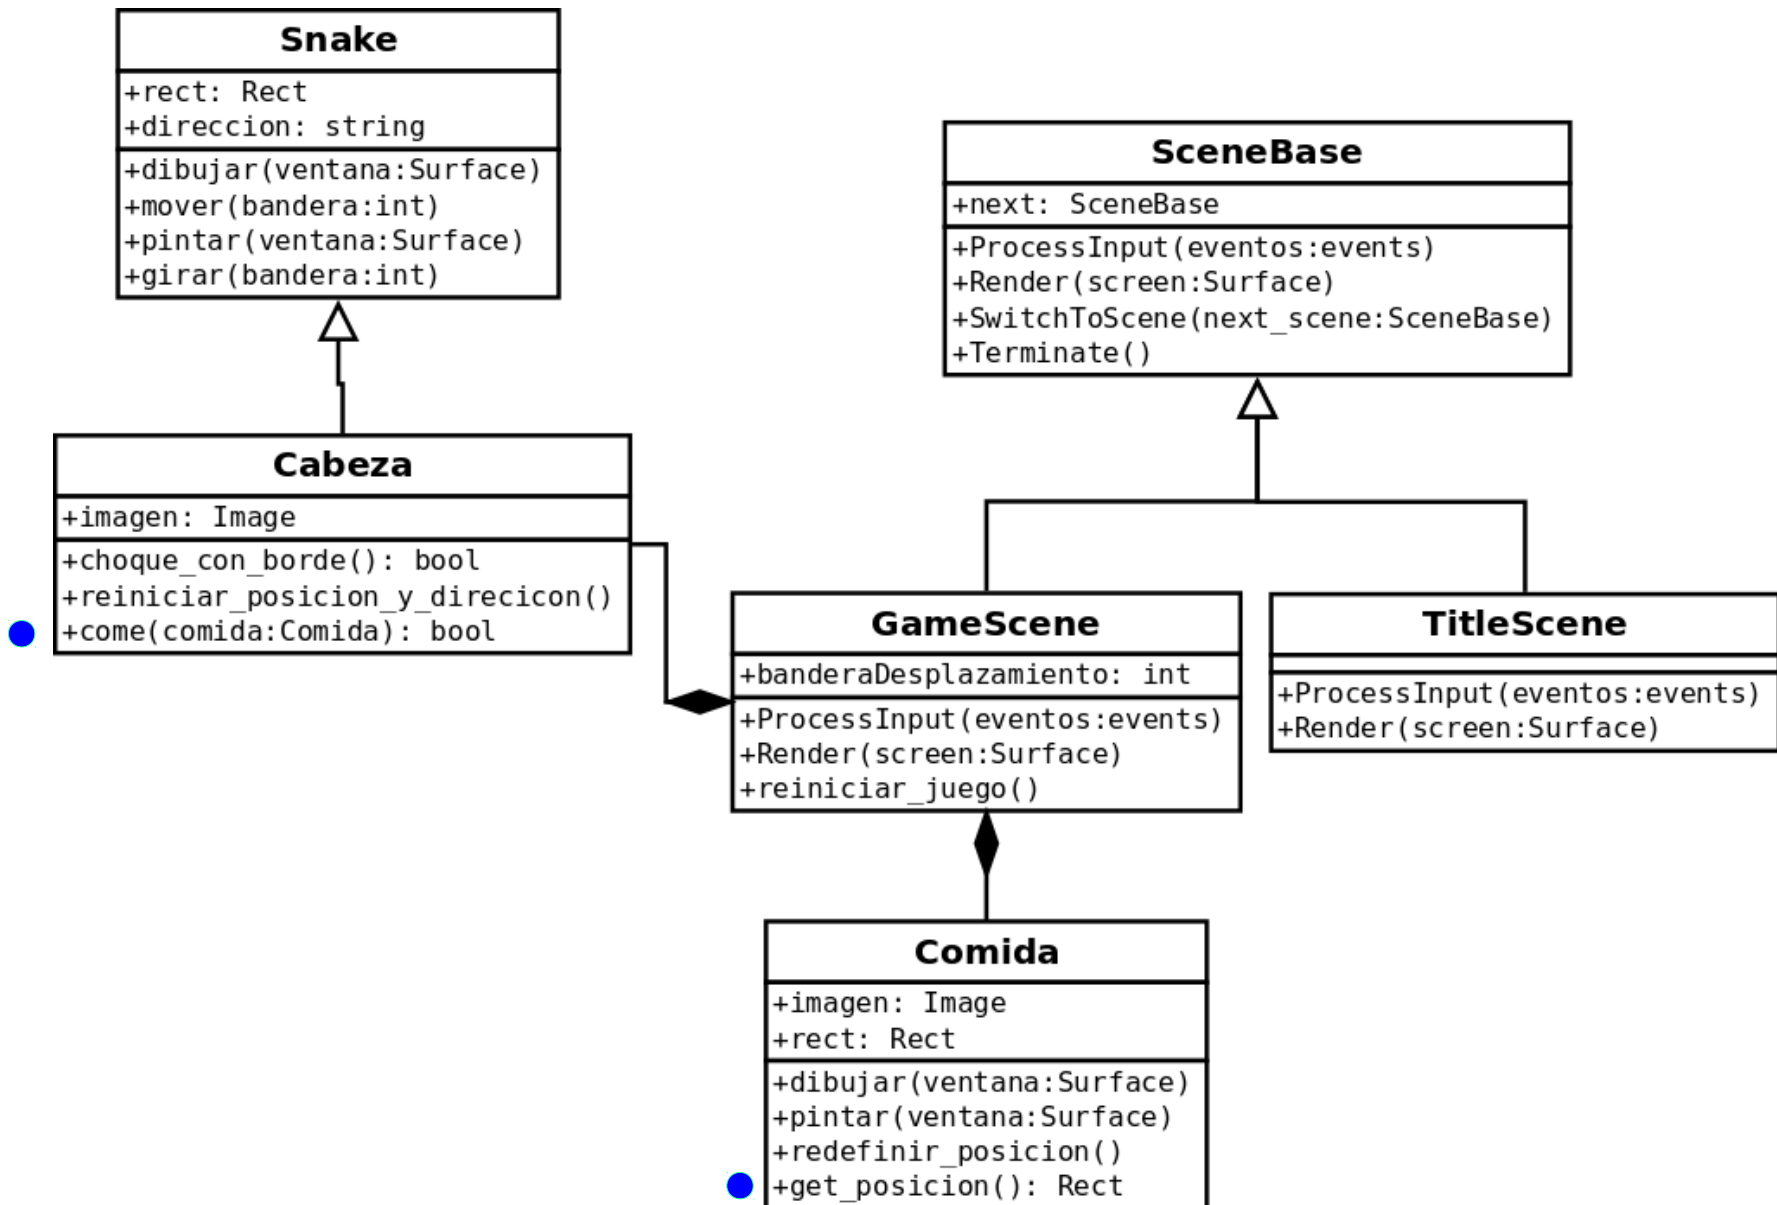 Snake
+rect: Rect
+direccion: string
+dibujar(ventana:Surface)
+mover(bandera:int)
+pintar(ventana:Surface)
+girar(bandera:int)
SceneBase
+next: SceneBase
+ProcessInput(eventos:events)
+Render(screen:Surface)
+SwitchToScene(next_scene:SceneBase)
+Terminate()
Cabeza
+imagen: Image
+choque_con_borde(): bool
+reiniciar_posicion_y_direcicon()
+come(comida:Comida): bool
GameScene
+banderaDesplazamiento: int
+ProcessInput(eventos:events)
+Render(screen:Surface)
+reiniciar_juego()
TitleScene
+ProcessInput(eventos:events)
+Render(screen:Surface)
Comida
+imagen: Image
+rect: Rect
+dibujar(ventana:Surface)
+pintar(ventana:Surface)
+redefinir_posicion()
+get_posicion(): Rect